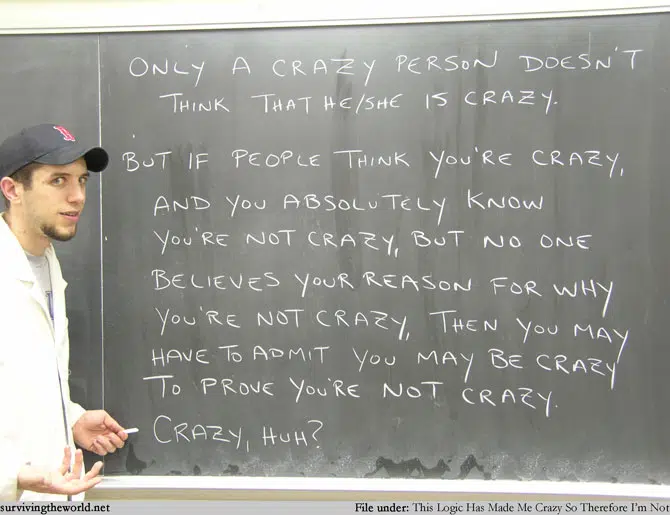 ONLY A CRAZY PERSON DOESN'T
THINK THAT HE/SHE IS CRAZY.
BUT IF PEOPLE THINK YOU'RE CRAZY,
AND YOU ABSOLUTELY KNOW
YOU'RE NOT CRAZY, BUT NO ONE
BELIEVES YOUR REASON FOR WHY
YOU'RE NOT CRAZY, THEN YOU MAY
HAVE TO ADMIT YOU MAY BE CRAZY
TO PROVE YOU'RE NOT CRAZY.
CRAZY, HUH?
survivingtheworld.net
File under: This Logic Has Made Me Crazy So Therefore I'm Not